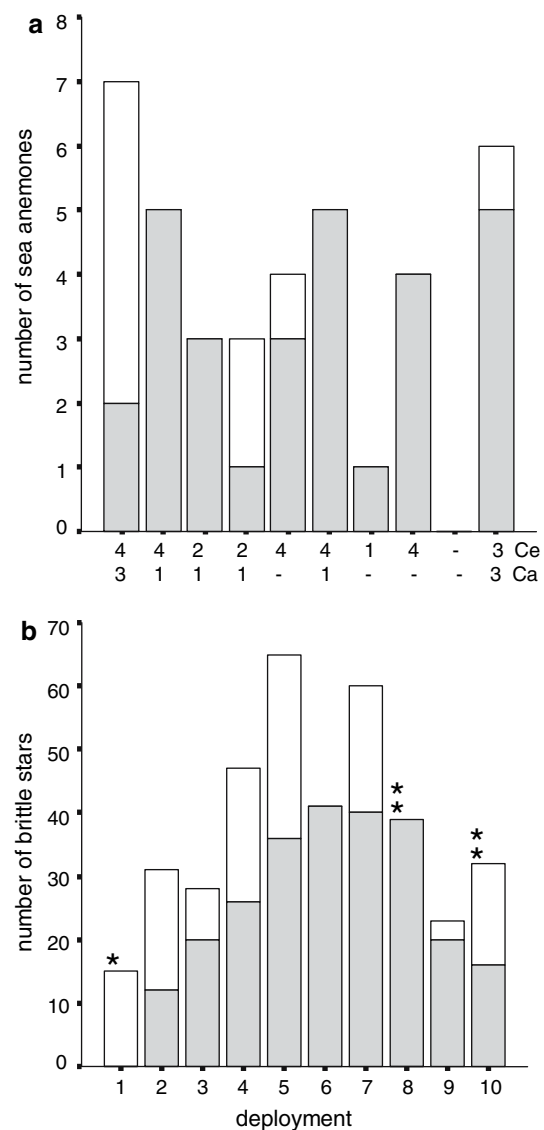 a
number of sea anemones
8
7
6
5
4
3
2
1
0
4 4 2 2 4 4 1 4 - 3 Ce
3 1 1 1 - 1 - - - 3 Ca
b
number of brittle stars
70
60
50
40
30
20
10
0
*
*
*
*
*
1 2 3 4 5 6 7 8 9 10
deployment